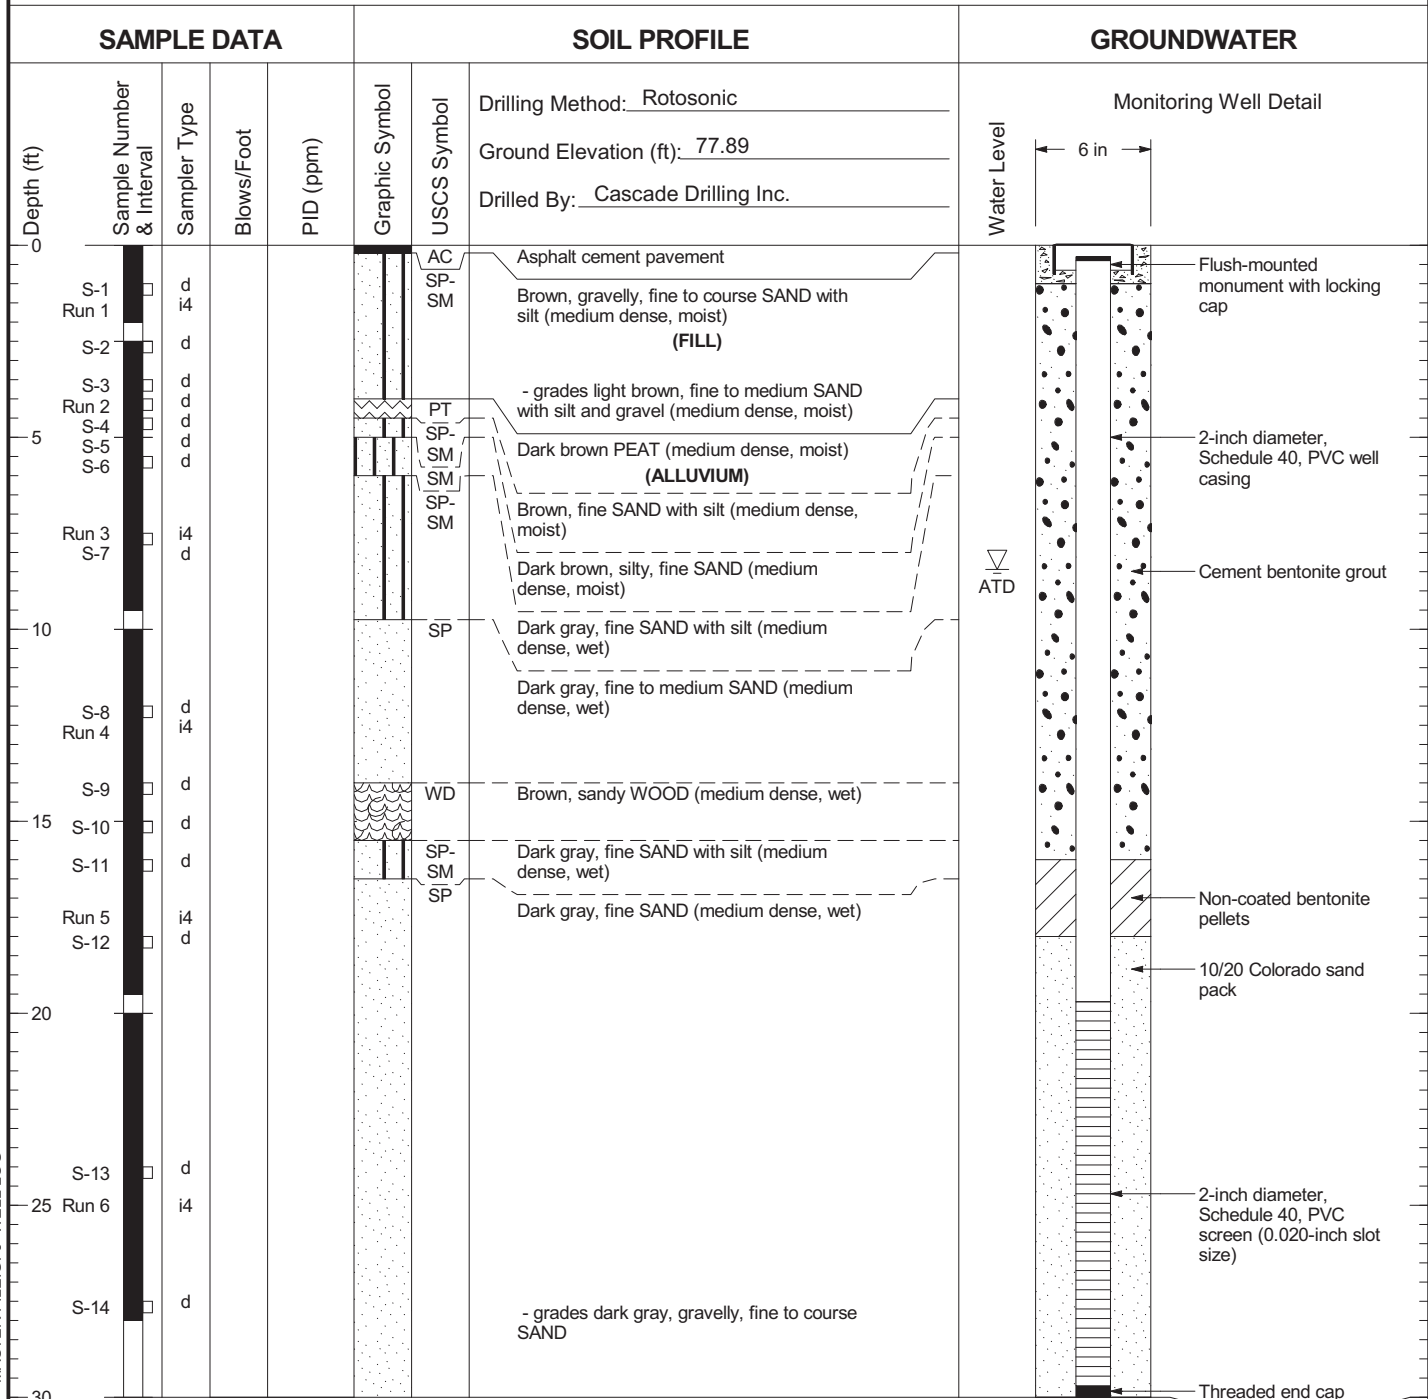 SAMPLE DATA
SOIL PROFILE
GROUNDWATER
Depth (ft)
Sample Number
& Interval
Sampler Type
Blows/Foot
PID (ppm)
Graphic Symbol
USCS Symbol
Drilling Method: Rotosonic
Ground Elevation (ft): 77.89
Drilled By: Cascade Drilling Inc.
Water Level
Monitoring Well Detail
6 in
0
5
10
15
20
25
30
S-1 d
Run 1 i4
S-2 d
S-3 d
Run 2 d
S-4 d
S-5 d
S-6 d
Run 3 i4
S-7 d
S-8 d
Run 4 i4
S-9 d
S-10 d
S-11 d
Run 5 i4
S-12 d
S-13 d
Run 6 i4
S-14 d
AC
SP-
SM
PT
SP-
SM
SM
SP-
SM
SP
WD
SP-
SM
SP
Asphalt cement pavement
Brown, gravelly, fine to course SAND with
silt (medium dense, moist)
(FILL)
- grades light brown, fine to medium SAND
with silt and gravel (medium dense, moist)
Dark brown PEAT (medium dense, moist)
(ALLUVIUM)
Brown, fine SAND with silt (medium dense,
moist)
Dark brown, silty, fine SAND (medium
dense, moist)
Dark gray, fine SAND with silt (medium
dense, wet)
Dark gray, fine to medium SAND (medium
dense, wet)
Brown, sandy WOOD (medium dense, wet)
Dark gray, fine SAND with silt (medium
dense, wet)
Dark gray, fine SAND (medium dense, wet)
- grades dark gray, gravelly, fine to course
SAND
ATD
Flush-mounted
monument with locking
cap
2-inch diameter,
Schedule 40, PVC well
casing
Cement bentonite grout
Non-coated bentonite
pellets
10/20 Colorado sand
pack
2-inch diameter,
Schedule 40, PVC
screen (0.020-inch slot
size)
Threaded end cap